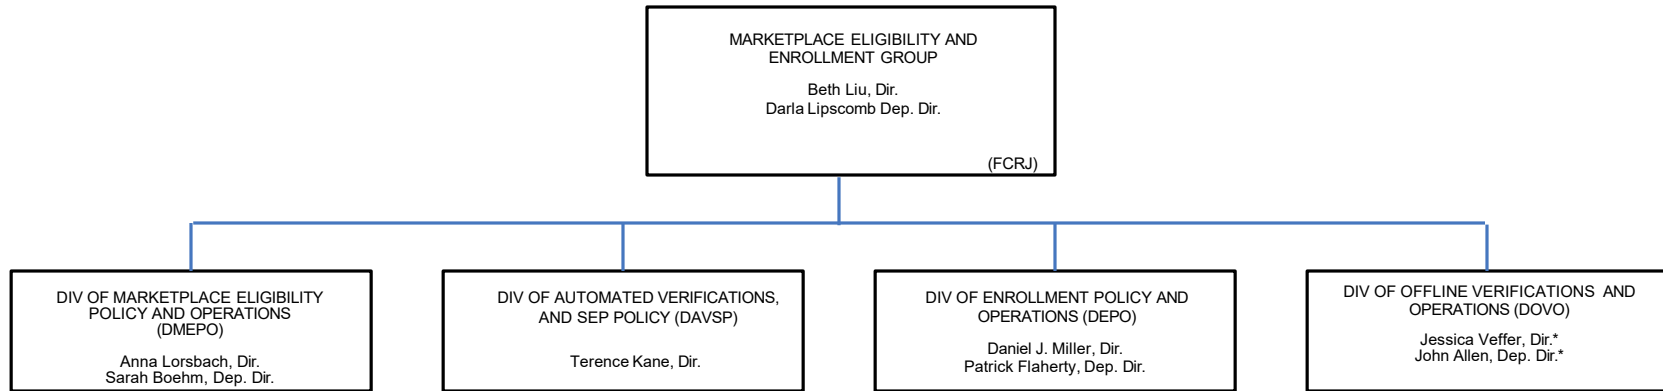 MARKETPLACE ELIGIBILITY AND
ENROLLMENT GROUP
Beth Liu, Dir.
Darla Lipscomb Dep. Dir.
(FCRJ)
DIV OF MARKETPLACE ELIGIBILITY
POLICY AND OPERATIONS
(DMEPO)
Anna Lorsbach, Dir.
Sarah Boehm, Dep. Dir.
DIV OF AUTOMATED VERIFICATIONS,
AND SEP POLICY (DAVSP)
Terence Kane, Dir.
DIV OF ENROLLMENT POLICY AND
OPERATIONS (DEPO)
Daniel J. Miller, Dir.
Patrick Flaherty, Dep. Dir.
DIV OF OFFLINE VERIFICATIONS AND
OPERATIONS (DOVO)
Jessica Veffer, Dir.*
John Allen, Dep. Dir.*